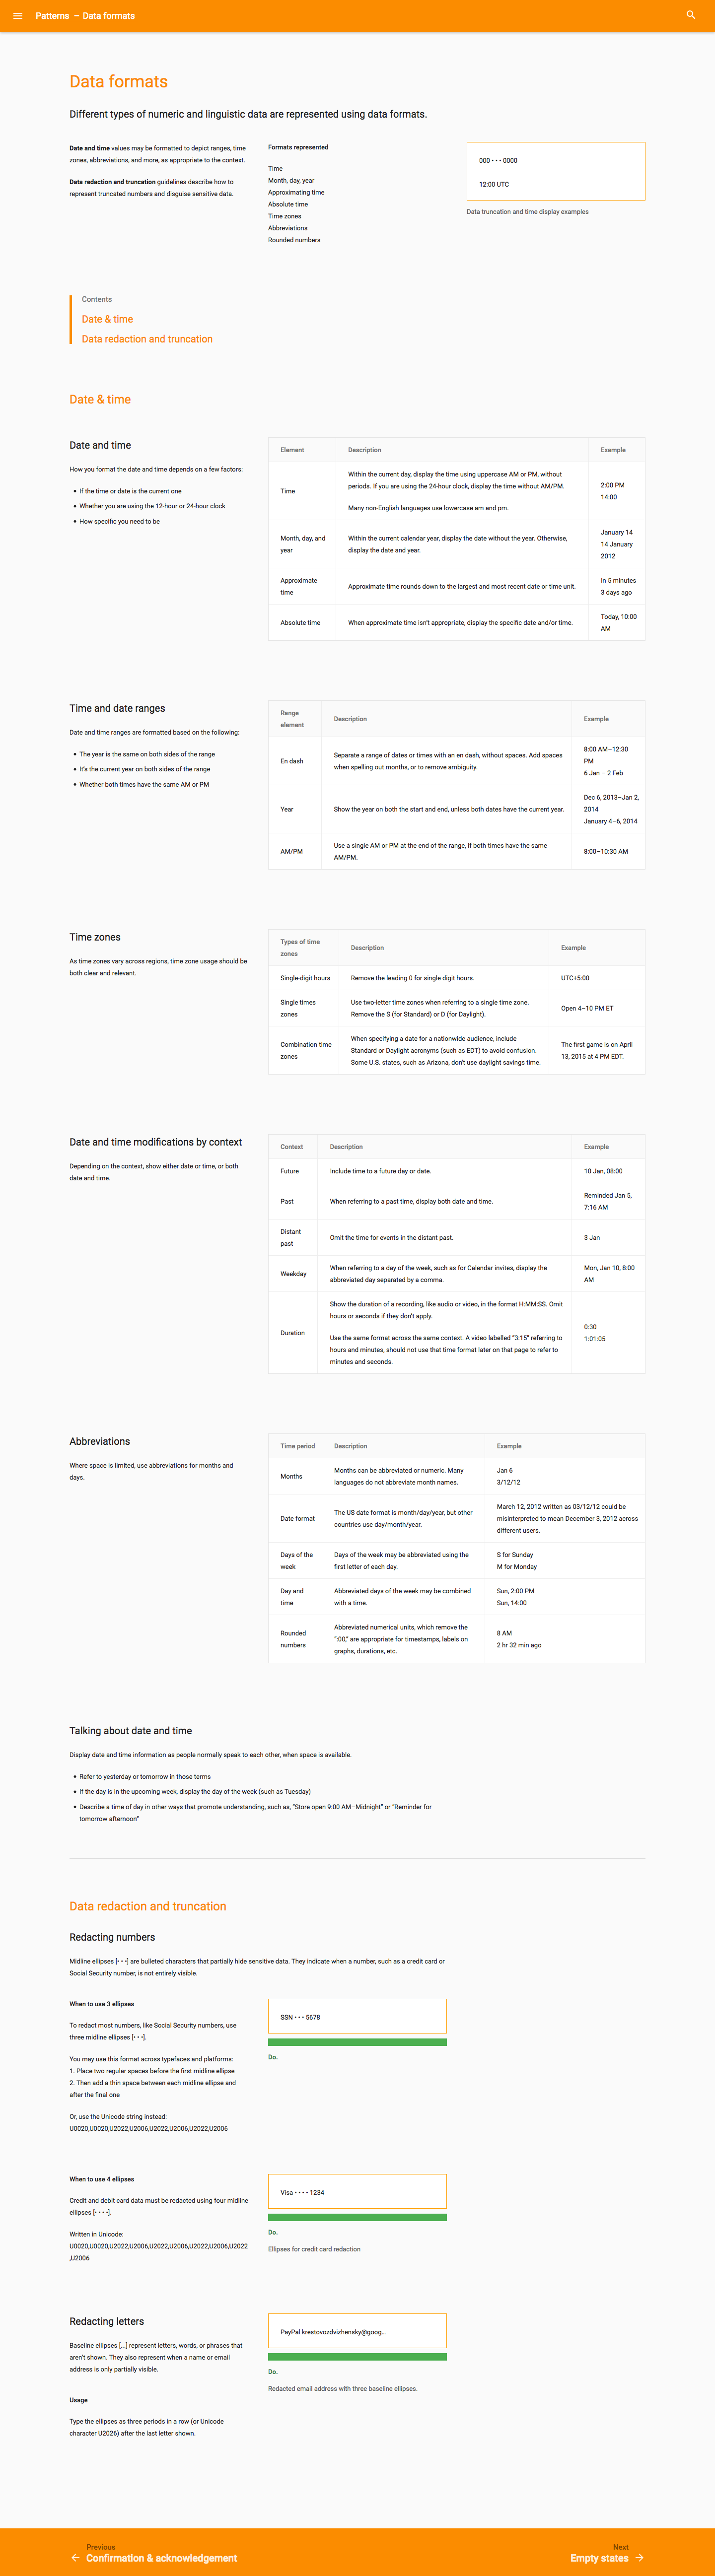 Patterns – Data formats
Data formats
Different types of numeric and linguistic data are represented using data formats.
Date and time values may be formatted to depict ranges, time
zones, abbreviations, and more, as appropriate to the context.
Data redaction and truncation guidelines describe how to
represent truncated numbers and disguise sensitive data.
Formats represented
Time
Month, day, year
Approximating time
Absolute time
Time zones
Abbreviations
Rounded numbers
000 • • • 0000
12:00 UTC
Data truncation and time display examples
Contents
Date & time
Data redaction and truncation
Date & time
Date and time
How you format the date and time depends on a few factors:
• If the time or date is the current one
• Whether you are using the 12-hour or 24-hour clock
• How specific you need to be
Element Description Example
Time
Within the current day, display the time using uppercase AM or PM, without
periods. If you are using the 24-hour clock, display the time without AM/PM.
Many non-English languages use lowercase am and pm.
2:00 PM
14:00
Month, day, and
year
Within the current calendar year, display the date without the year. Otherwise,
display the date and year.
January 14
14 January
2012
Approximate
time
Approximate time rounds down to the largest and most recent date or time unit.
In 5 minutes
3 days ago
Absolute time
When approximate time isn't appropriate, display the specific date and/or time.
Today, 10:00
AM
Time and date ranges
Date and time ranges are formatted based on the following:
• The year is the same on both sides of the range
• It's the current year on both sides of the range
• Whether both times have the same AM or PM
Range
element
Description
Example
En dash
Separate a range of dates or times with an en dash, without spaces. Add spaces
when spelling out months, or to remove ambiguity.
8:00 AM–12:30
PM
6 Jan – 2 Feb
Year
Show the year on both the start and end, unless both dates have the current year.
Dec 6, 2013–Jan 2,
2014
January 4–6, 2014
AM/PM
Use a single AM or PM at the end of the range, if both times have the same
AM/PM.
8:00–10:30 AM
Time zones
As time zones vary across regions, time zone usage should be
both clear and relevant.
Types of time
zones
Description
Example
Single-digit hours
Remove the leading 0 for single digit hours.
UTC+5:00
Single times
zones
Use two-letter time zones when referring to a single time zone.
Remove the S (for Standard) or D (for Daylight).
Open 4–10 PM ET
Combination time
zones
When specifying a date for a nationwide audience, include
Standard or Daylight acronyms (such as EDT) to avoid confusion.
Some U.S. states, such as Arizona, don't use daylight savings time.
The first game is on April
13, 2015 at 4 PM EDT.
Date and time modifications by context
Depending on the context, show either date or time, or both
date and time.
Context Description Example
Future
Include time to a future day or date.
10 Jan, 08:00
Past
When referring to a past time, display both date and time.
Reminded Jan 5,
7:16 AM
Distant
past
Omit the time for events in the distant past.
3 Jan
Weekday
When referring to a day of the week, such as for Calendar invites, display the
abbreviated day separated by a comma.
Mon, Jan 10, 8:00
AM
Duration
Show the duration of a recording, like audio or video, in the format H:MM:SS. Omit
hours or seconds if they don't apply.
Use the same format across the same context. A video labelled "3:15" referring to
hours and minutes, should not use that time format later on that page to refer to
minutes and seconds.
0:30
1:01:05
Abbreviations
Where space is limited, use abbreviations for months and
days.
Time period Description Example
Months
Months can be abbreviated or numeric. Many
languages do not abbreviate month names.
Jan 6
3/12/12
Date format
The US date format is month/day/year, but other
countries use day/month/year.
March 12, 2012 written as 03/12/12 could be
misinterpreted to mean December 3, 2012 across
different users.
Days of the
week
Days of the week may be abbreviated using the
first letter of each day.
S for Sunday
M for Monday
Day and
time
Abbreviated days of the week may be combined
with a time.
Sun, 2:00 PM
Sun, 14:00
Rounded
numbers
Abbreviated numerical units, which remove the
":00," are appropriate for timestamps, labels on
graphs, durations, etc.
8 AM
2 hr 32 min ago
Talking about date and time
Display date and time information as people normally speak to each other, when space is available.
• Refer to yesterday or tomorrow in those terms
• If the day is in the upcoming week, display the day of the week (such as Tuesday)
• Describe a time of day in other ways that promote understanding, such as, "Store open 9:00 AM–Midnight" or "Reminder for
tomorrow afternoon"
Data redaction and truncation
Redacting numbers
Midline ellipses [• • •] are bulleted characters that partially hide sensitive data. They indicate when a number, such as a credit card or
Social Security number, is not entirely visible.
When to use 3 ellipses
To redact most numbers, like Social Security numbers, use
three midline ellipses [• • •].
You may use this format across typefaces and platforms:
1. Place two regular spaces before the first midline ellipse
2. Then add a thin space between each midline ellipse and
after the final one
Or, use the Unicode string instead:
U0020,U0020,U2022,U2006,U2022,U2006,U2022,U2006
SSN • • • 5678
Do.
When to use 4 ellipses
Credit and debit card data must be redacted using four midline
ellipses [• • • •].
Written in Unicode:
U0020,U0020,U2022,U2006,U2022,U2006,U2022,U2006,U2022
,U2006
Visa • • • • 1234
Do.
Ellipses for credit card redaction
Redacting letters
Baseline ellipses […] represent letters, words, or phrases that
aren't shown. They also represent when a name or email
address is only partially visible.
Usage
Type the ellipses as three periods in a row (or Unicode
character U2026) after the last letter shown.
PayPal krestovozdvizhensky@goog…
Do.
Redacted email address with three baseline ellipses.
Previous
Confirmation & acknowledgement
Next
Empty states